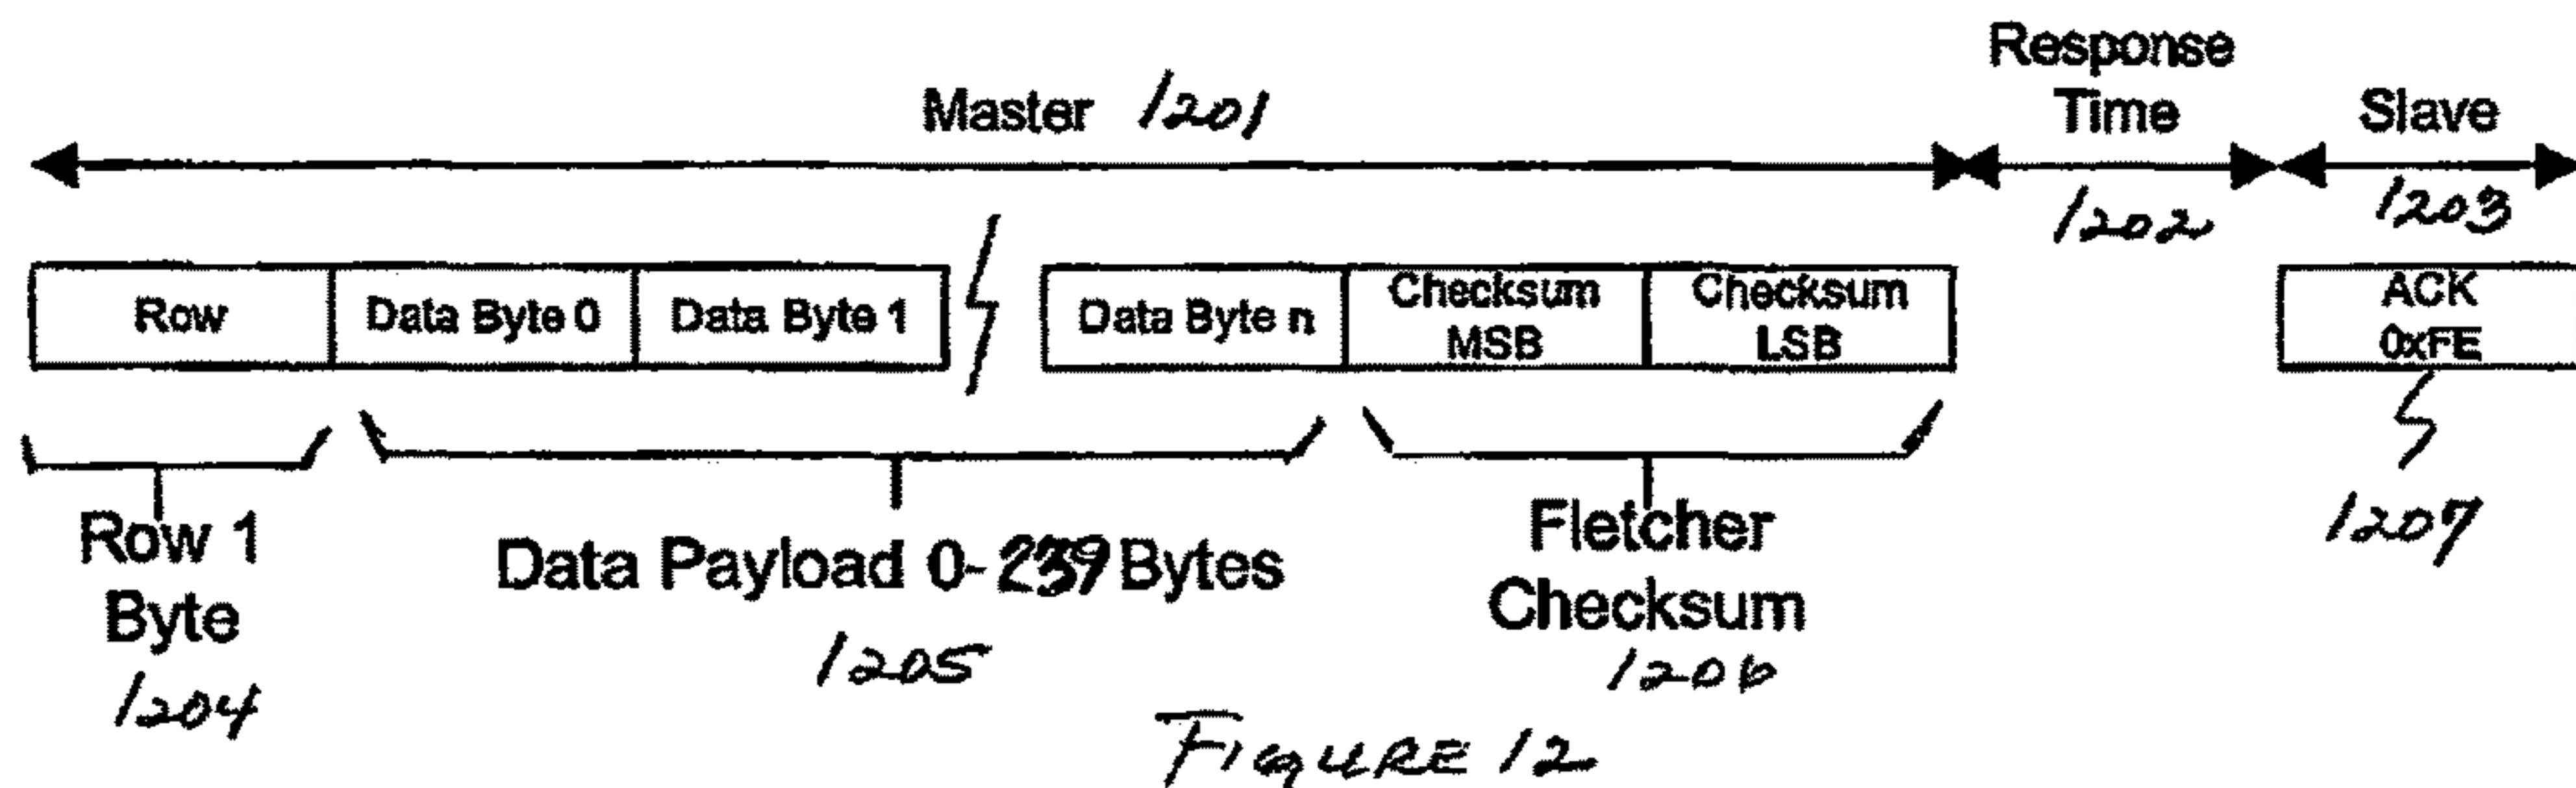 Master 1201
Response
Time
1202
Slave
1203
Row
Data Byte 0
Data Byte 1
Data Byte n
Checksum
MSB
Checksum
LSB
ACK
0xFE
1207
Row 1
Byte
1204
Data Payload 0-239 Bytes
1205
Fletcher
Checksum
1206
FIGURE 12